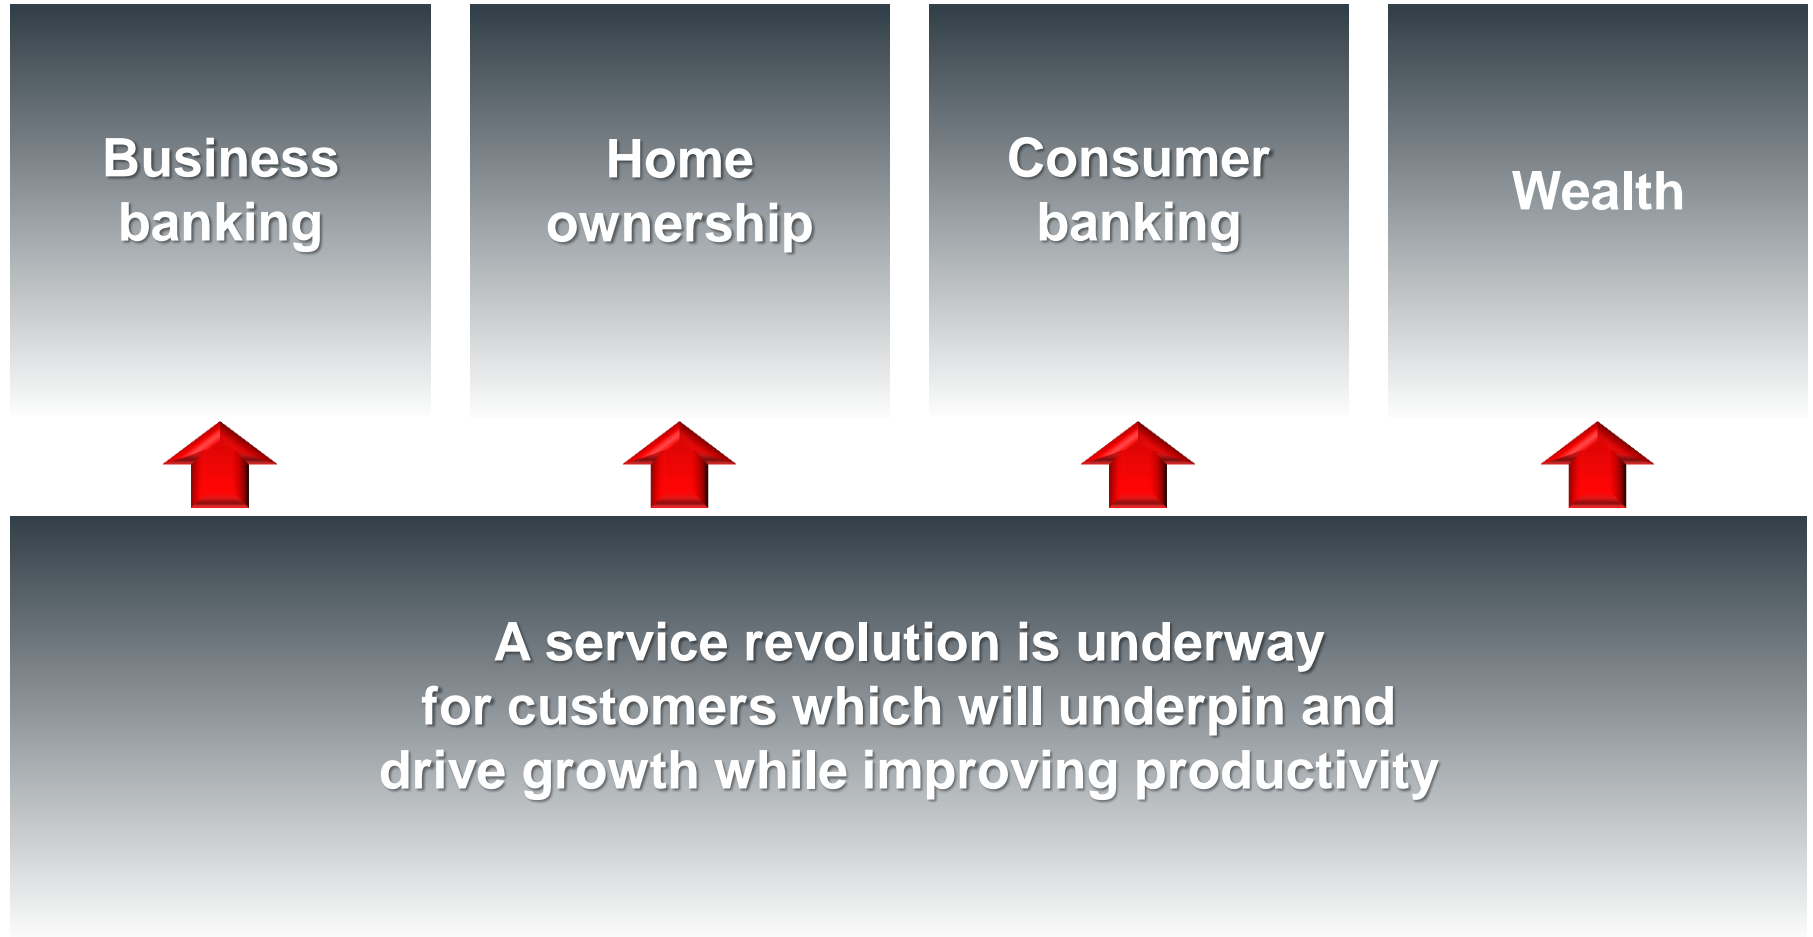 Business
banking
Home
ownership
Consumer
banking
Wealth
A service revolution is underway
for customers which will underpin and
drive growth while improving productivity